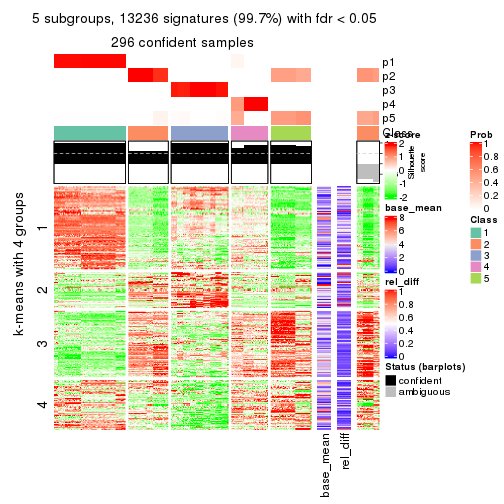 5 subgroups, 13236 signatures (99.7%) with fdr < 0.05
296 confident samples
p1
p2
p3
p4
p5
Class
k-means with 4 groups
1
2
3
4
Silhouette
score
z-score
2
1
0
-1
-2
base_mean
8
6
4
2
0
rel_diff
1
0.8
0.6
0.4
0.2
0
Status (barplots)
confident
ambiguous
Prob
1
0.8
0.6
0.4
0.2
0
Class
1
2
3
4
5
base_mean
rel_diff